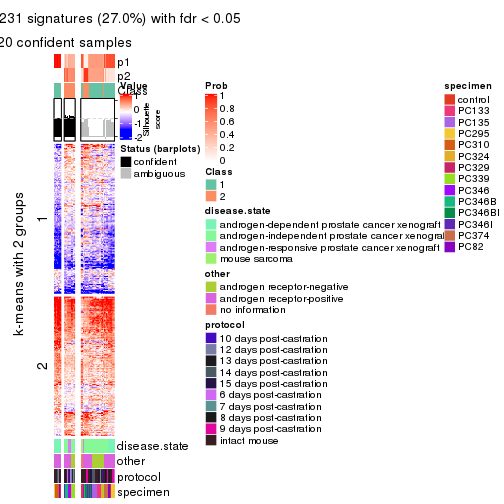 231 signatures (27.0%) with fdr < 0.05
20 confident samples
p1
p2
Class
Value
1
0
-1
-2
Silhouette
score
Status (barplots)
confident
ambiguous
k-means with 2 groups
1
2
disease.state
other
protocol
specimen
Prob
1
0.8
0.6
0.4
0.2
0
Class
1
2
disease.state
androgen-dependent prostate cancer xenograft
androgen-independent prostate cancer xenograf
androgen-responsive prostate cancer xenograft
mouse sarcoma
other
androgen receptor-negative
androgen receptor-positive
no information
protocol
10 days post-castration
12 days post-castration
13 days post-castration
14 days post-castration
15 days post-castration
6 days post-castration
7 days post-castration
8 days post-castration
9 days post-castration
intact mouse
specimen
control
PC133
PC135
PC295
PC310
PC324
PC329
PC339
PC346
PC346B
PC346BI
PC346I
PC374
PC82